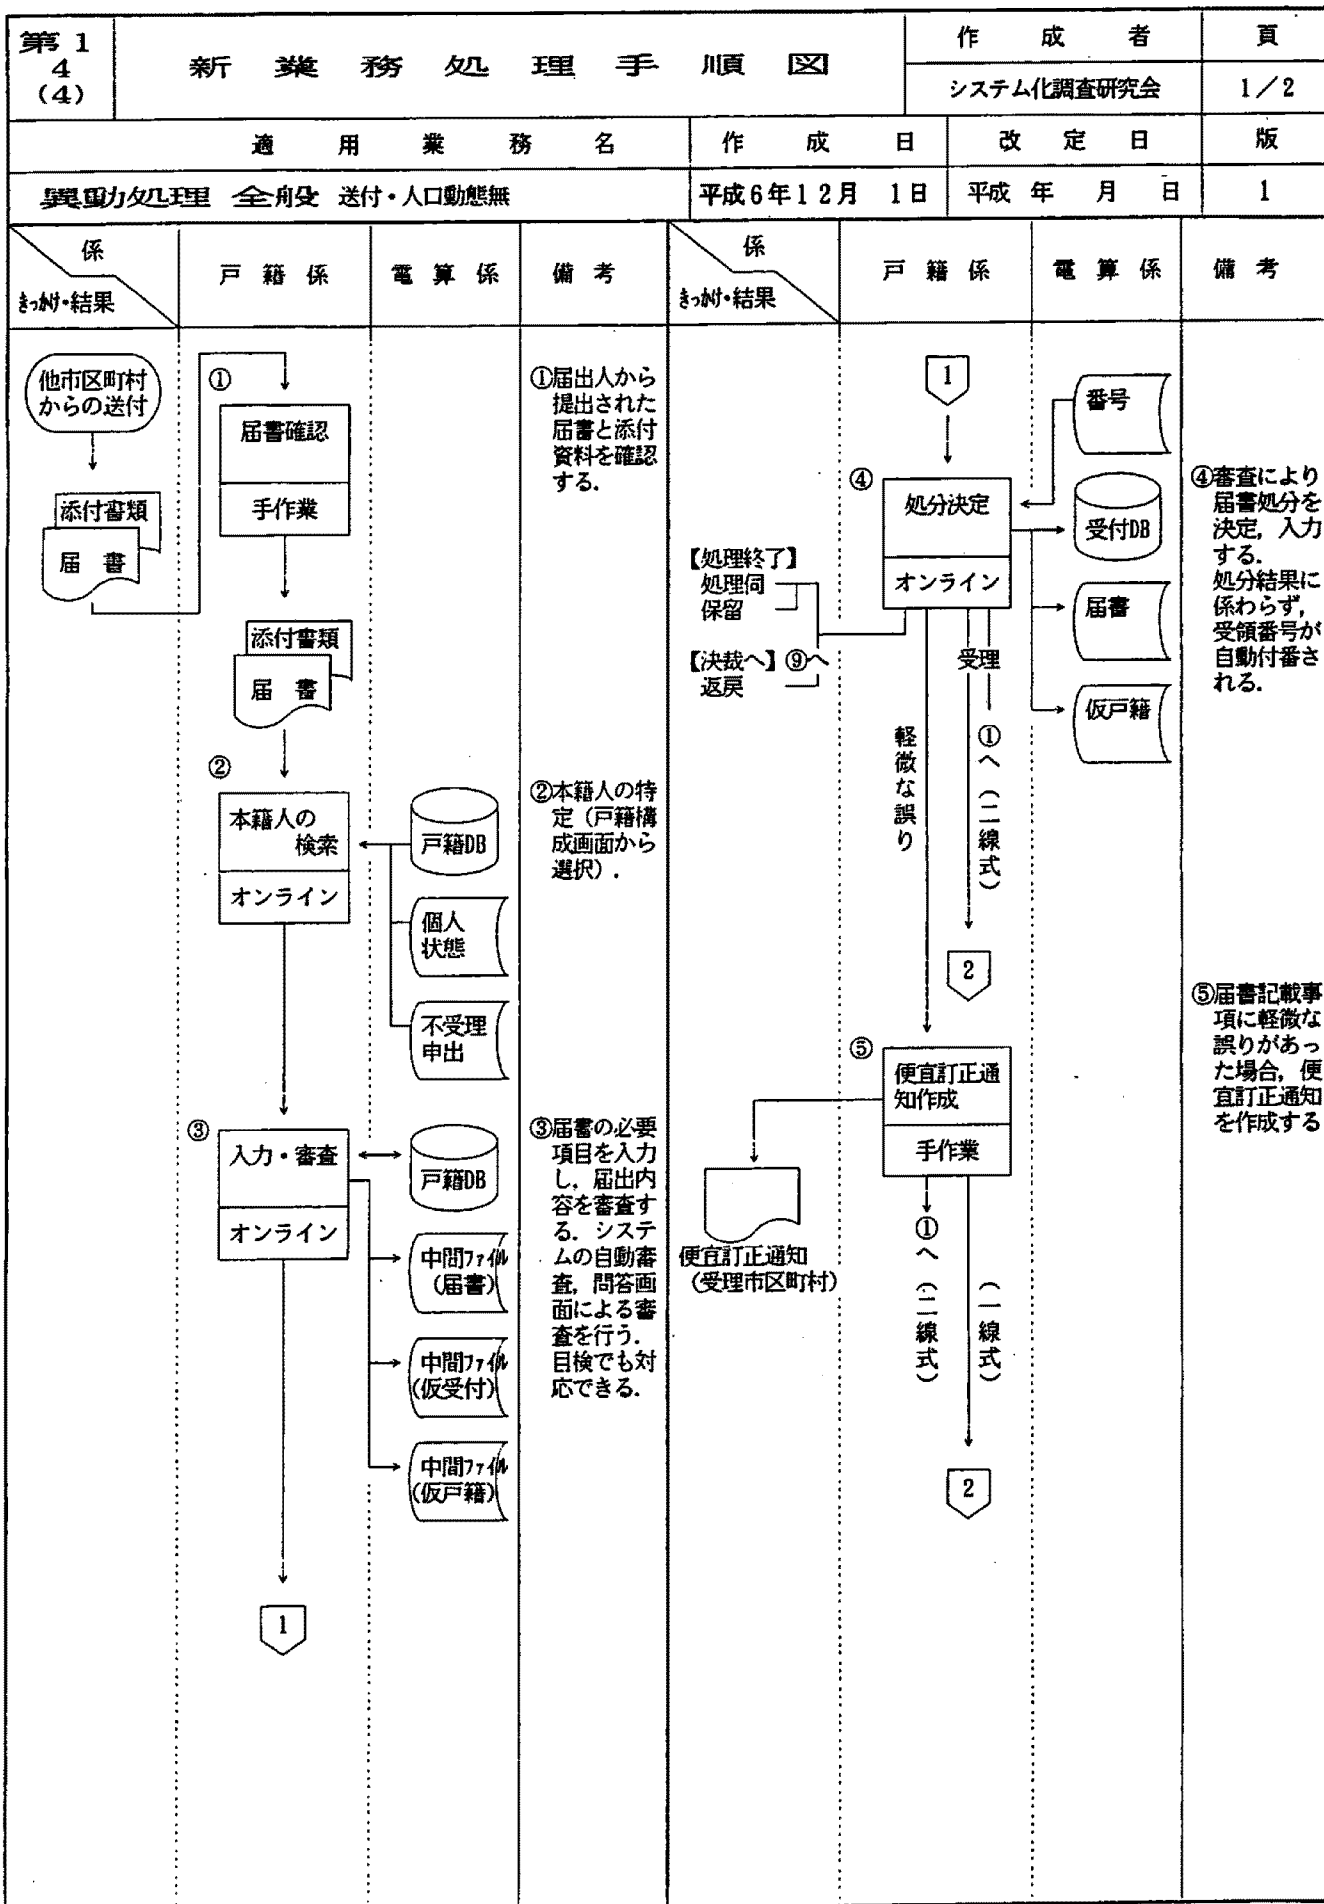 第1
4
(4)
新業務処理手順図
作成者
頁
システム化調査研究会
1/2
適用業務名
作成日
改定日
版
異動処理 全般 送付・人口動態無
平成6年12月 1日
平成 年 月 日
1
係
きっかけ・結果
戸籍係
電算係
備考
他市区町村
からの送付
添付書類
届 書
①
届書確認
手作業
添付書類
届 書
①届出人から
提出された
届書と添付
資料を確認
する.
②
本籍人の
検索
オンライン
戸籍DB
個人
状態
不受理
申出
②本籍人の特
定(戸籍構
成画面から
選択).
③
入力・審査
オンライン
戸籍DB
中間ファイル
(届書)
中間ファイル
(仮受付)
中間ファイル
(仮戸籍)
③届書の必要
項目を入力
し,届出内
容を審査す
る.システ
ムの自動審
査,問答画
面による審
査を行う.
目検でも対
応できる.
1
係
きっかけ・結果
戸籍係
電算係
備考
1
番号
④
処分決定
オンライン
受付DB
届書
仮戸籍
【処理終了】
処理伺
保留
【決裁へ】⑨へ
返戻
受理
軽微な誤り
①へ(二線式)
④審査により
届書処分を
決定,入力
する.
処分結果に
係わらず,
受領番号が
自動付番さ
れる.
2
⑤
便宜訂正通
知作成
手作業
便宜訂正通知
(受理市区町村)
①へ(二線式)
(一線式)
⑤届書記載事
項に軽微な
誤りがあっ
た場合,便
宜訂正通知
を作成する
2